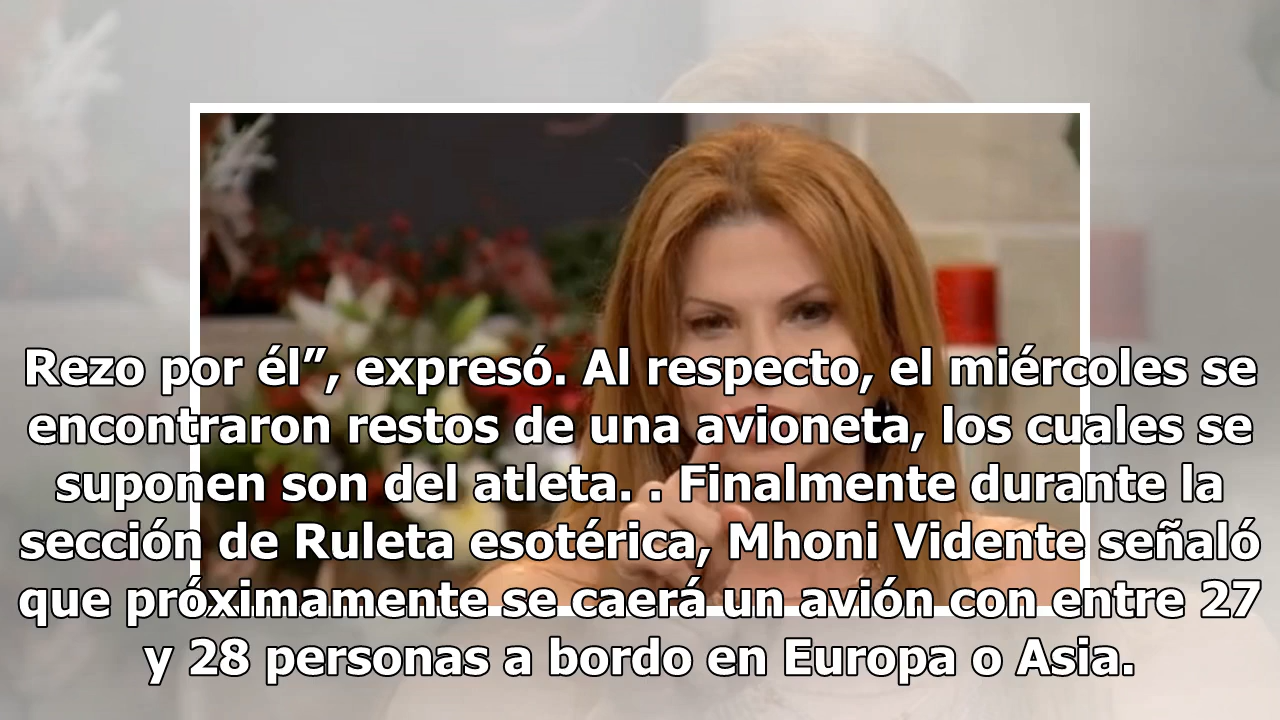 Rezo por él”, expresó. Al respecto, el miércoles se
encontraron restos de una avioneta, los cuales se
suponen son del atleta. . Finalmente durante la
sección de Ruleta esotérica, Mhoni Vidente señaló
que próximamente se caerá un avión con entre 27
y 28 personas a bordo en Europa o Asia.